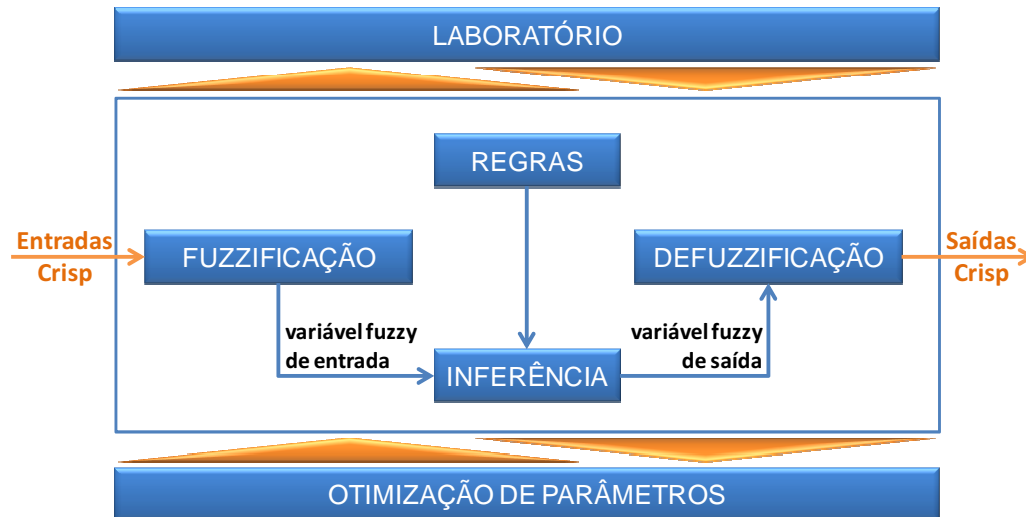 LABORATÓRIO
REGRAS
Entradas
Crisp
FUZZIFICAÇÃO
DEFUZZIFICAÇÃO
Saídas
Crisp
variável fuzzy
de entrada
INFERÊNCIA
variável fuzzy
de saída
OTIMIZAÇÃO DE PARÂMETROS